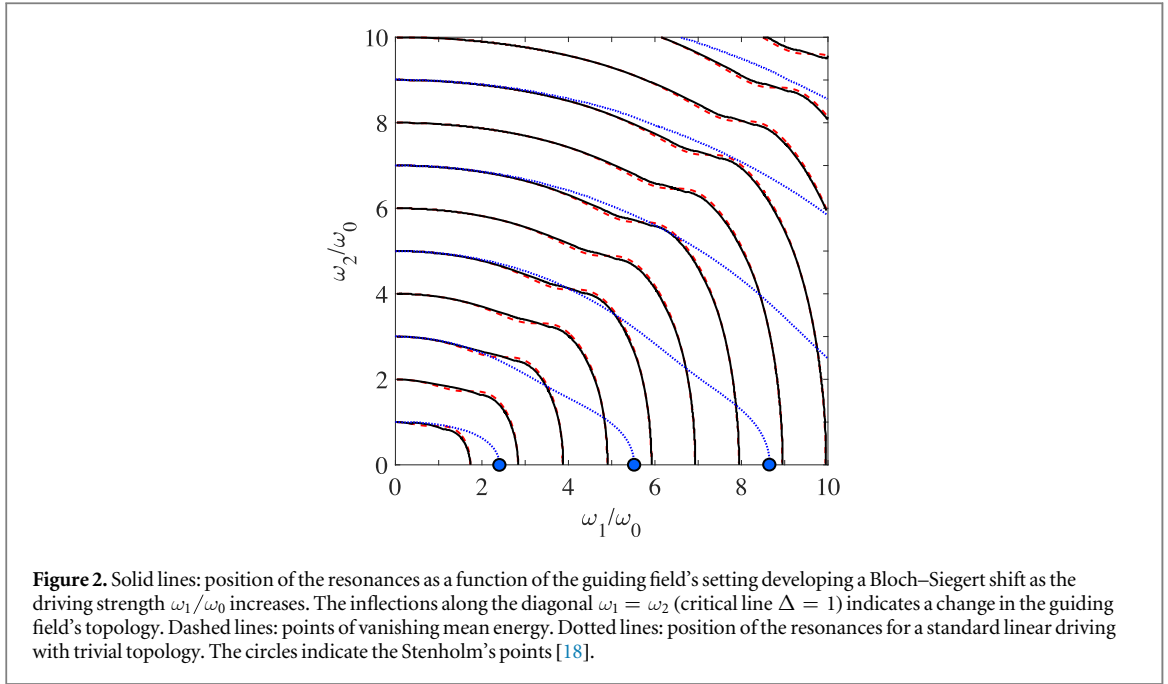 10
8
6
4
2
0
ω₂/ω₀
0 2 4 6 8 10
ω₁/ω₀
Figure 2. Solid lines: position of the resonances as a function of the guiding field's setting developing a Bloch–Siegert shift as the
driving strength ω₁/ω₀ increases. The inflections along the diagonal ω₁ = ω₂ (critical line Δ = 1) indicates a change in the guiding
field's topology. Dashed lines: points of vanishing mean energy. Dotted lines: position of the resonances for a standard linear driving
with trivial topology. The circles indicate the Stenholm's points [18].